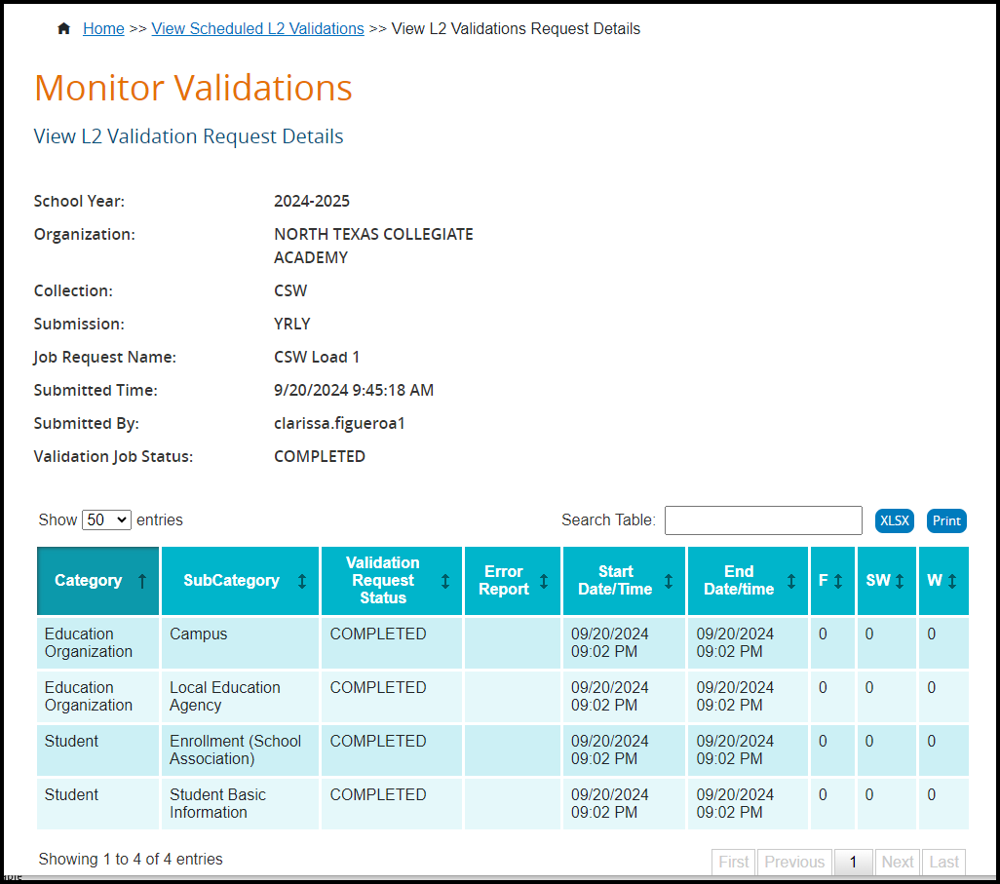 Home >> View Scheduled L2 Validations >> View L2 Validations Request Details
Monitor Validations
View L2 Validation Request Details
School Year: 2024-2025
Organization: NORTH TEXAS COLLEGIATE
ACADEMY
Collection: CSW
Submission: YRLY
Job Request Name: CSW Load 1
Submitted Time: 9/20/2024 9:45:18 AM
Submitted By: clarissa.figueroa1
Validation Job Status: COMPLETED
Show 50 entries Search Table: XLSX Print
Category SubCategory Validation Request Status Error Report Start Date/Time End Date/time F SW W
Education Organization Campus COMPLETED 09/20/2024 09:02 PM 09/20/2024 09:02 PM 0 0 0
Education Organization Local Education Agency COMPLETED 09/20/2024 09:02 PM 09/20/2024 09:02 PM 0 0 0
Student Enrollment (School Association) COMPLETED 09/20/2024 09:02 PM 09/20/2024 09:02 PM 0 0 0
Student Student Basic Information COMPLETED 09/20/2024 09:02 PM 09/20/2024 09:02 PM 0 0 0
Showing 1 to 4 of 4 entries First Previous 1 Next Last